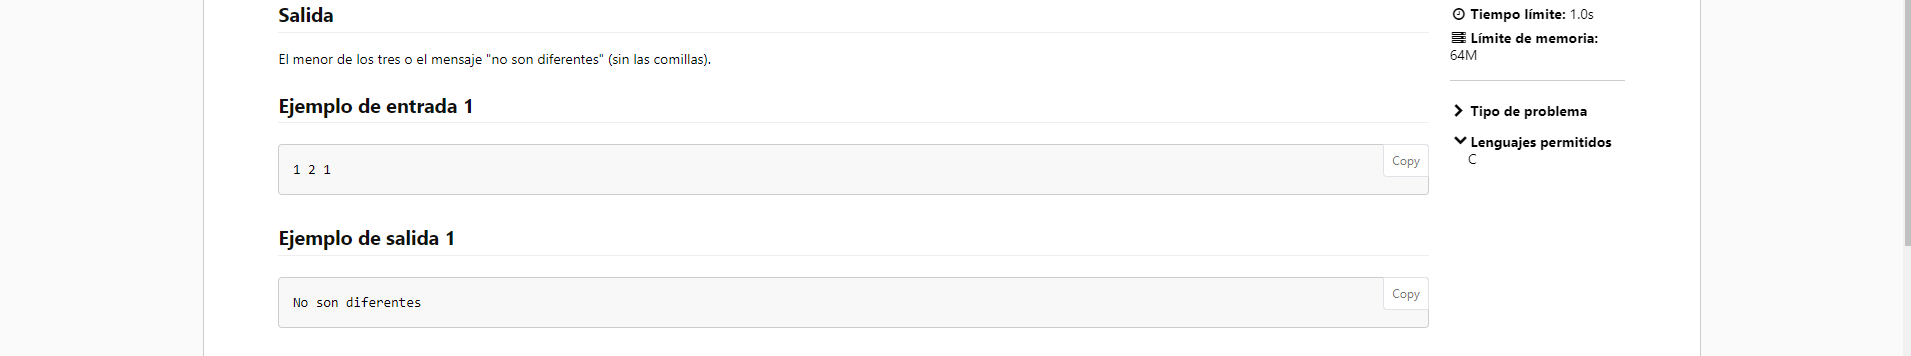 Salida
El menor de los tres o el mensaje "no son diferentes" (sin las comillas).
Ejemplo de entrada 1
Copy
1 2 1
Ejemplo de salida 1
Copy
No son diferentes
Tiempo límite: 1.0s
Límite de memoria:
64M
Tipo de problema
Lenguajes permitidos
C